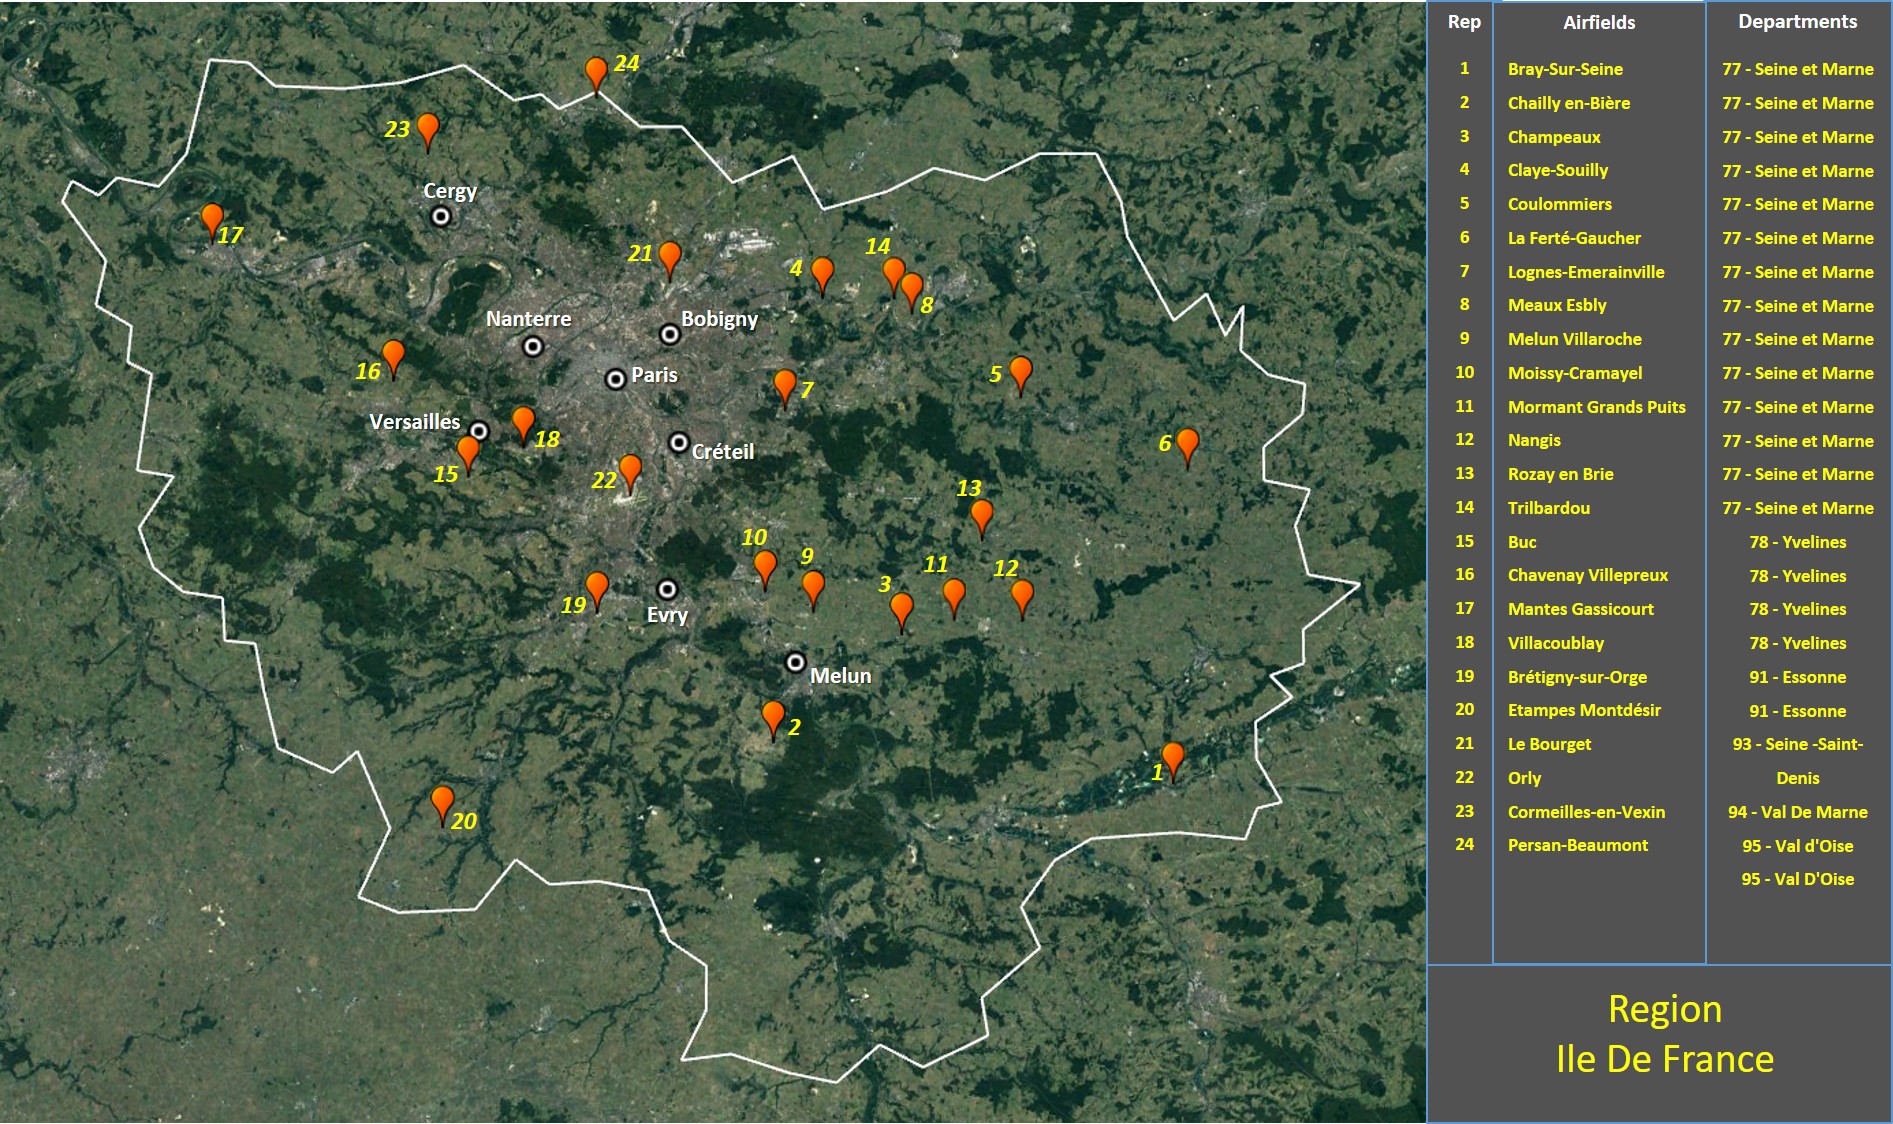 24
23
Cergy
17
21
4
14
8
Nanterre
Bobigny
16
Paris
5
7
Versailles
18
6
Créteil
15
22
13
10
9
11
12
3
19
Evry
Melun
2
1
20
Rep Airfields Departments
1 Bray-Sur-Seine 77 - Seine et Marne
2 Chailly en-Bière 77 - Seine et Marne
3 Champeaux 77 - Seine et Marne
4 Claye-Souilly 77 - Seine et Marne
5 Coulommiers 77 - Seine et Marne
6 La Ferté-Gaucher 77 - Seine et Marne
7 Lognes-Emerainville 77 - Seine et Marne
8 Meaux Esbly 77 - Seine et Marne
9 Melun Villaroche 77 - Seine et Marne
10 Moissy-Cramayel 77 - Seine et Marne
11 Mormant Grands Puits 77 - Seine et Marne
12 Nangis 77 - Seine et Marne
13 Rozay en Brie 77 - Seine et Marne
14 Trilbardou 77 - Seine et Marne
15 Buc 78 - Yvelines
16 Chavenay Villepreux 78 - Yvelines
17 Mantes Gassicourt 78 - Yvelines
18 Villacoublay 78 - Yvelines
19 Brétigny-sur-Orge 91 - Essonne
20 Etampes Montdésir 91 - Essonne
21 Le Bourget 93 - Seine -Saint-
22 Orly Denis
23 Cormeilles-en-Vexin 94 - Val De Marne
24 Persan-Beaumont 95 - Val d'Oise
95 - Val D'Oise
Region
Ile De France